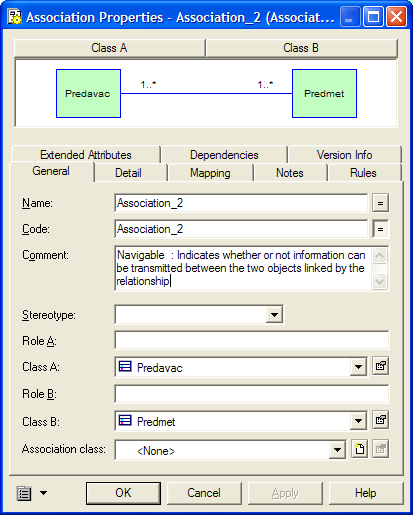 Association Properties - Association_2 (Associat...
Class A Class B
Predavac 1..* 1..* Predmet
Extended Attributes Dependencies Version Info
General Detail Mapping Notes Rules
Name: Association_2 =
Code: Association_2 =
Comment: Navigable : Indicates whether or not infomation can
be transmitted between the two objects linked by the
relationship
Stereotype:
Role A:
Class A: Predavac
Role B:
Class B: Predmet
Association class: <None>
OK Cancel Apply Help